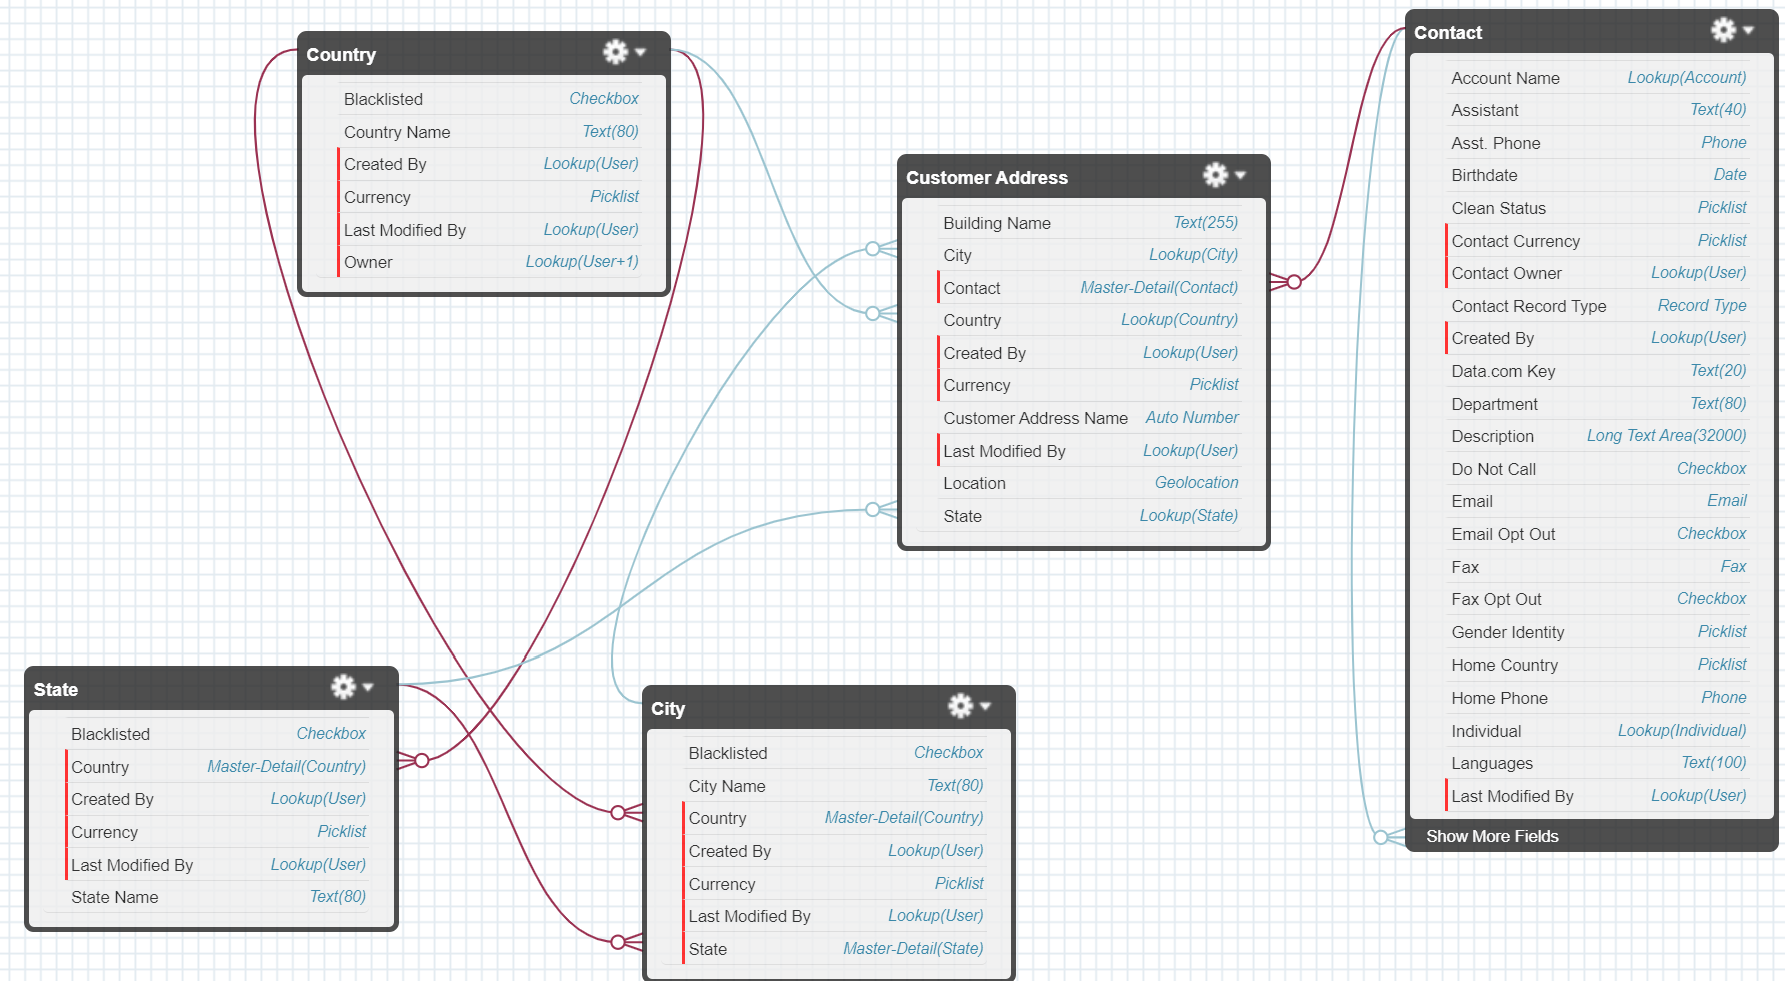 Country
Blacklisted Checkbox
Country Name Text(80)
Created By Lookup(User)
Currency Picklist
Last Modified By Lookup(User)
Owner Lookup(User+1)
Customer Address
Building Name Text(255)
City Lookup(City)
Contact Master-Detail(Contact)
Country Lookup(Country)
Created By Lookup(User)
Currency Picklist
Customer Address Name Auto Number
Last Modified By Lookup(User)
Location Geolocation
State Lookup(State)
Contact
Account Name Lookup(Account)
Assistant Text(40)
Asst. Phone Phone
Birthdate Date
Clean Status Picklist
Contact Currency Picklist
Contact Owner Lookup(User)
Contact Record Type Record Type
Created By Lookup(User)
Data.com Key Text(20)
Department Text(80)
Description Long Text Area(32000)
Do Not Call Checkbox
Email Email
Email Opt Out Checkbox
Fax Fax
Fax Opt Out Checkbox
Gender Identity Picklist
Home Country Picklist
Home Phone Phone
Individual Lookup(Individual)
Languages Text(100)
Last Modified By Lookup(User)
Show More Fields
State
Blacklisted Checkbox
Country Master-Detail(Country)
Created By Lookup(User)
Currency Picklist
Last Modified By Lookup(User)
State Name Text(80)
City
Blacklisted Checkbox
City Name Text(80)
Country Master-Detail(Country)
Created By Lookup(User)
Currency Picklist
Last Modified By Lookup(User)
State Master-Detail(State)